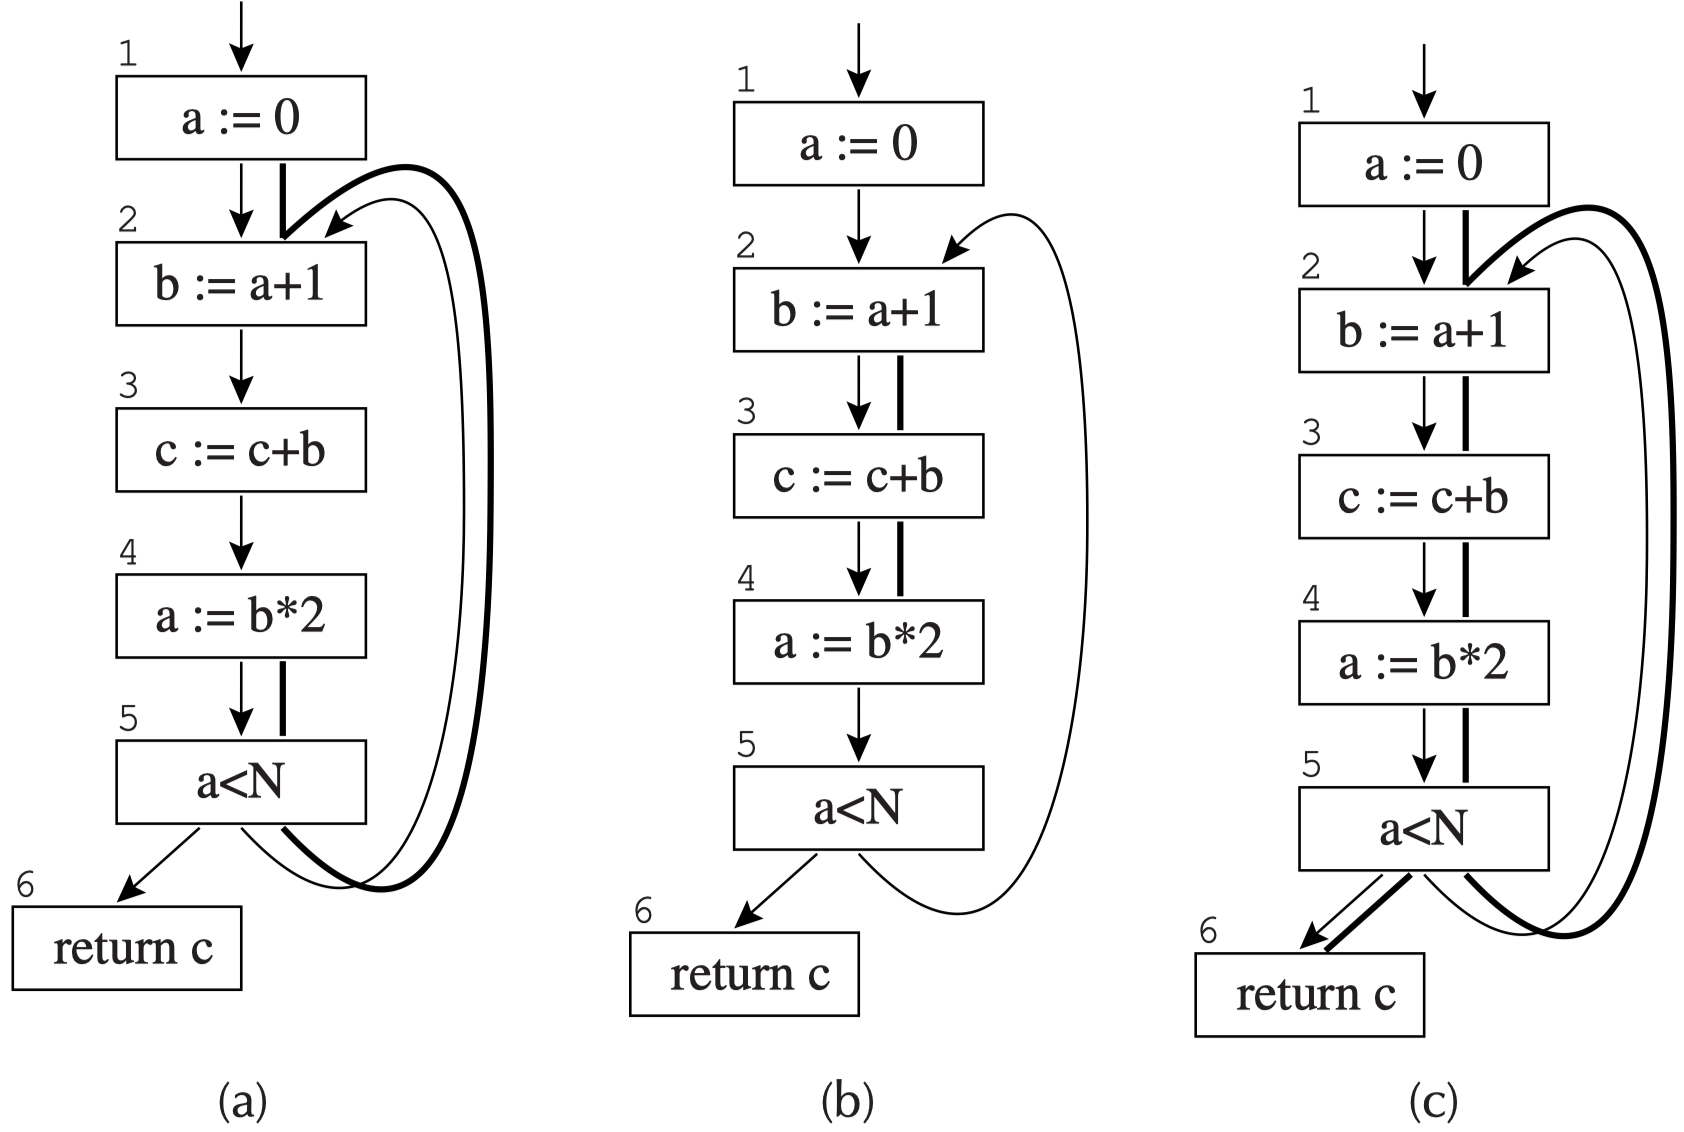 1
a := 0
2
b := a+1
3
c := c+b
4
a := b*2
5
a<N
6
return c
(a)
1
a := 0
2
b := a+1
3
c := c+b
4
a := b*2
5
a<N
6
return c
(b)
1
a := 0
2
b := a+1
3
c := c+b
4
a := b*2
5
a<N
6
return c
(c)